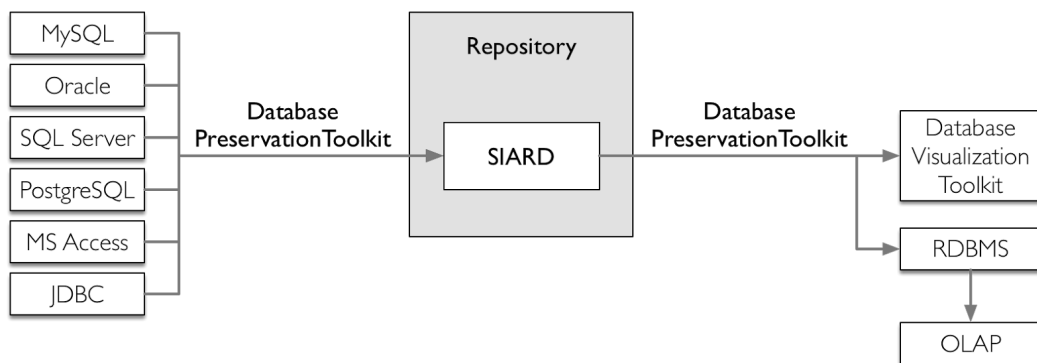 MySQL
Oracle
SQL Server
PostgreSQL
MS Access
JDBC
Database
PreservationToolkit
Repository
SIARD
Database
PreservationToolkit
Database
Visualization
Toolkit
RDBMS
OLAP